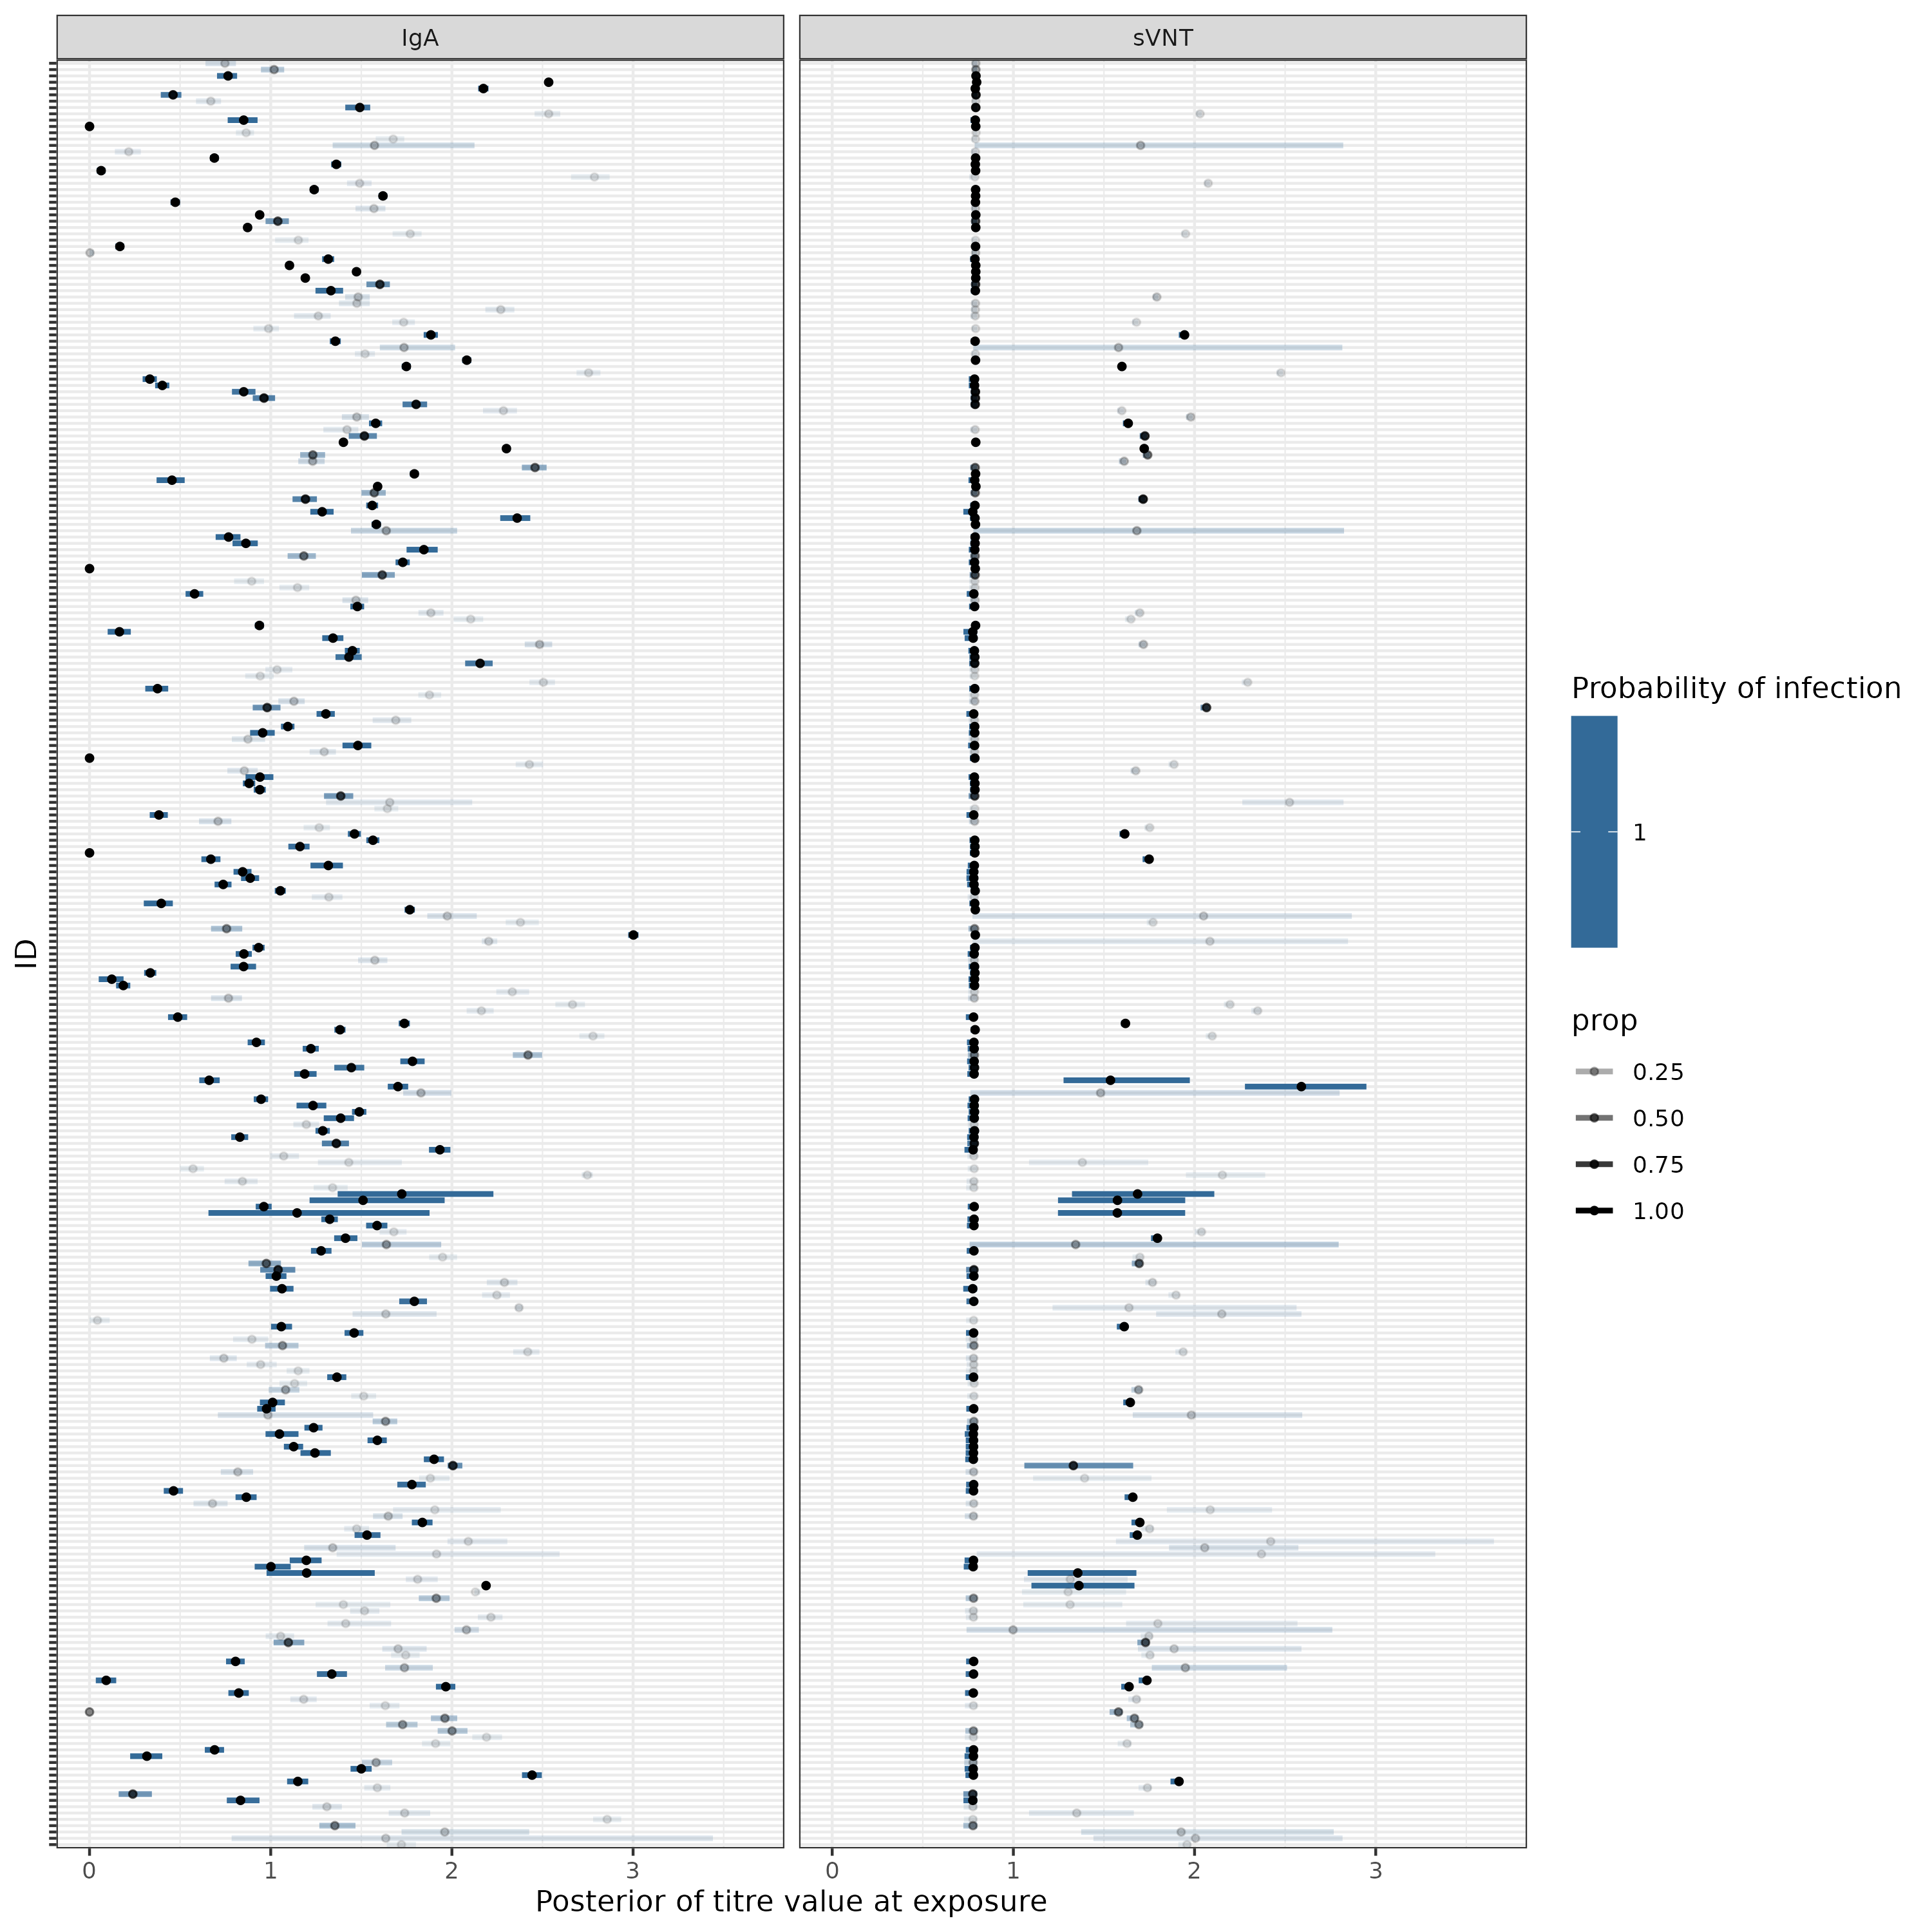 IgA
sVNT
ID
0
1
2
3
0
1
2
3
Posterior of titre value at exposure
Probability of infection
1
prop
0.25
0.50
0.75
1.00